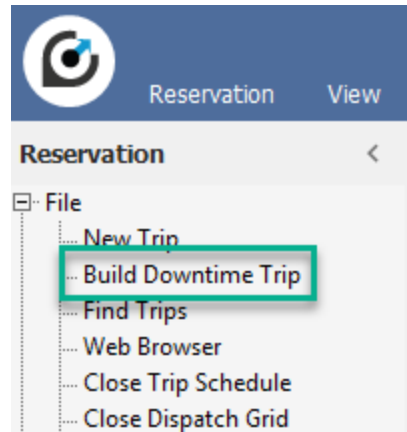 Reservation View
Reservation <
File
New Trip
Build Downtime Trip
Find Trips
Web Browser
Close Trip Schedule
Close Dispatch Grid